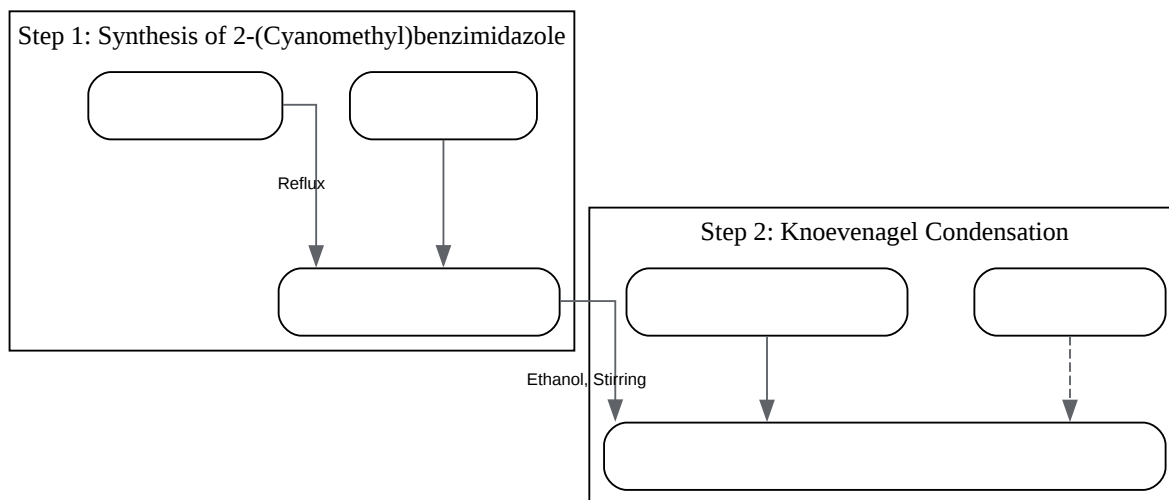 Step 1: Synthesis of 2-(Cyanomethyl)benzimidazole
Reflux
Step 2: Knoevenagel Condensation
Ethanol, Stirring